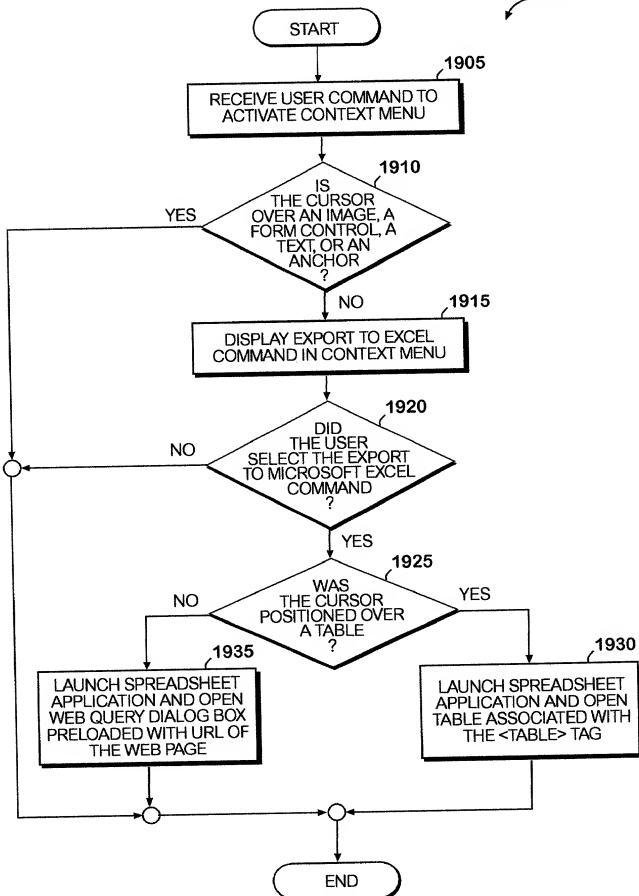 START
1905
RECEIVE USER COMMAND TO
ACTIVATE CONTEXT MENU
1910
IS
THE CURSOR
OVER AN IMAGE, A
FORM CONTROL, A
TEXT, OR AN
ANCHOR
?
YES
NO
1915
DISPLAY EXPORT TO EXCEL
COMMAND IN CONTEXT MENU
1920
DID
THE USER
SELECT THE EXPORT
TO MICROSOFT EXCEL
COMMAND
?
NO
YES
1925
WAS
THE CURSOR
POSITIONED OVER
A TABLE
?
NO
YES
1935
LAUNCH SPREADSHEET
APPLICATION AND OPEN
WEB QUERY DIALOG BOX
PRELOADED WITH URL OF
THE WEB PAGE
1930
LAUNCH SPREADSHEET
APPLICATION AND OPEN
TABLE ASSOCIATED WITH
THE <TABLE> TAG
END